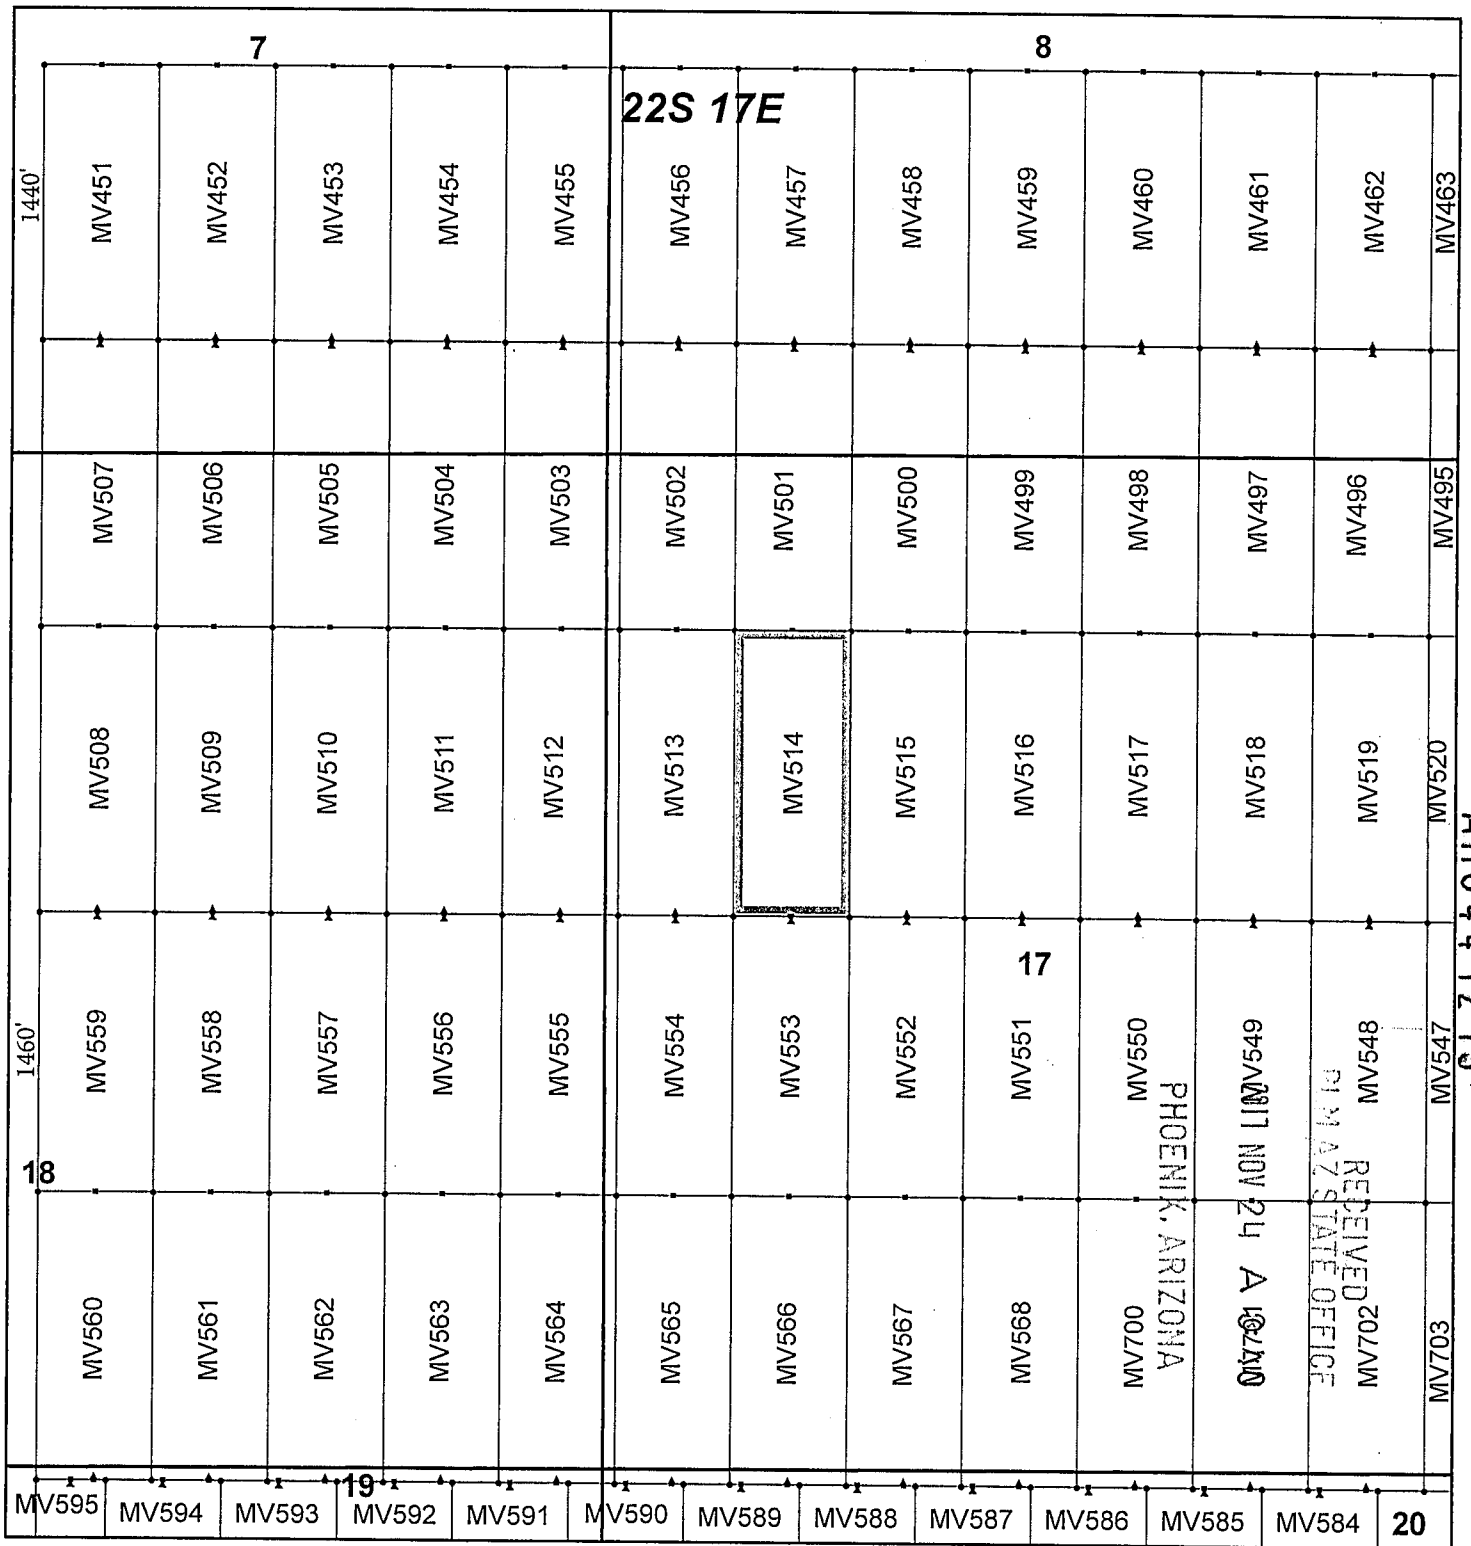 7 8
22S 17E
1440' MV451 MV452 MV453 MV454 MV455 MV456 MV457 MV458 MV459 MV460 MV461 MV462 MV463
MV507 MV506 MV505 MV504 MV503 MV502 MV501 MV500 MV499 MV498 MV497 MV496 MV495
MV508 MV509 MV510 MV511 MV512 MV513 MV514 MV515 MV516 MV517 MV518 MV519 MV520
17
1460' MV559 MV558 MV557 MV556 MV555 MV554 MV553 MV552 MV551 MV550 MV549 MV548 MV547
18
MV560 MV561 MV562 MV563 MV564 MV565 MV566 MV567 MV568 MV700 MV702 MV703
RECEIVED
AZ STATE OFFICE
NOV 24 A
PHOENIX, ARIZONA
19
MV595 MV594 MV593 MV592 MV591 MV590 MV589 MV588 MV587 MV586 MV585 MV584 20